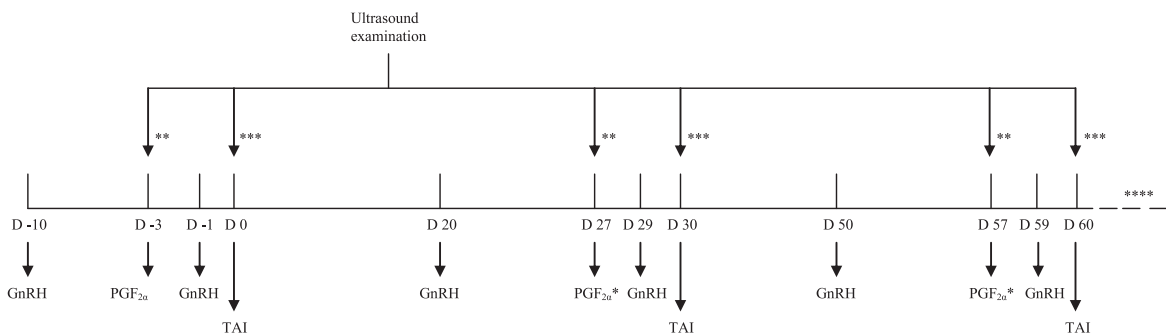 Ultrasound
examination
** *** ** *** ** ***
****
D -10 D -3 D -1 D 0 D 20 D 27 D 29 D 30 D 50 D 57 D 59 D 60
GnRH PGF2α GnRH GnRH PGF2α* GnRH GnRH PGF2α* GnRH
TAI TAI TAI